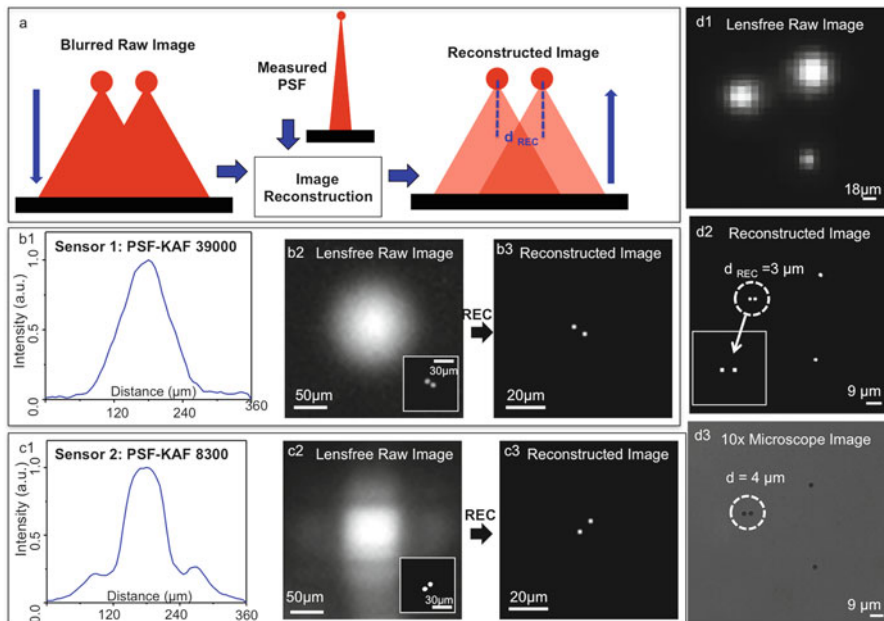 a
Blurred Raw Image
Measured
PSF
Reconstructed Image
d REC
Image
Reconstruction
b1
Sensor 1: PSF-KAF 39000
Intensity (a.u.)
0.0
0.5
1.0
Distance (µm)
120
240
360
b2
Lensfree Raw Image
50µm
30µm
REC
b3
Reconstructed Image
20µm
c1
Sensor 2: PSF-KAF 8300
Intensity (a.u.)
0.0
0.5
1.0
Distance (µm)
0
120
240
360
c2
Lensfree Raw Image
50µm
30µm
REC
c3
Reconstructed Image
20µm
d1
Lensfree Raw Image
18µm
d2
Reconstructed Image
d REC =3 µm
9 µm
d3
10x Microscope Image
d = 4 µm
9 µm